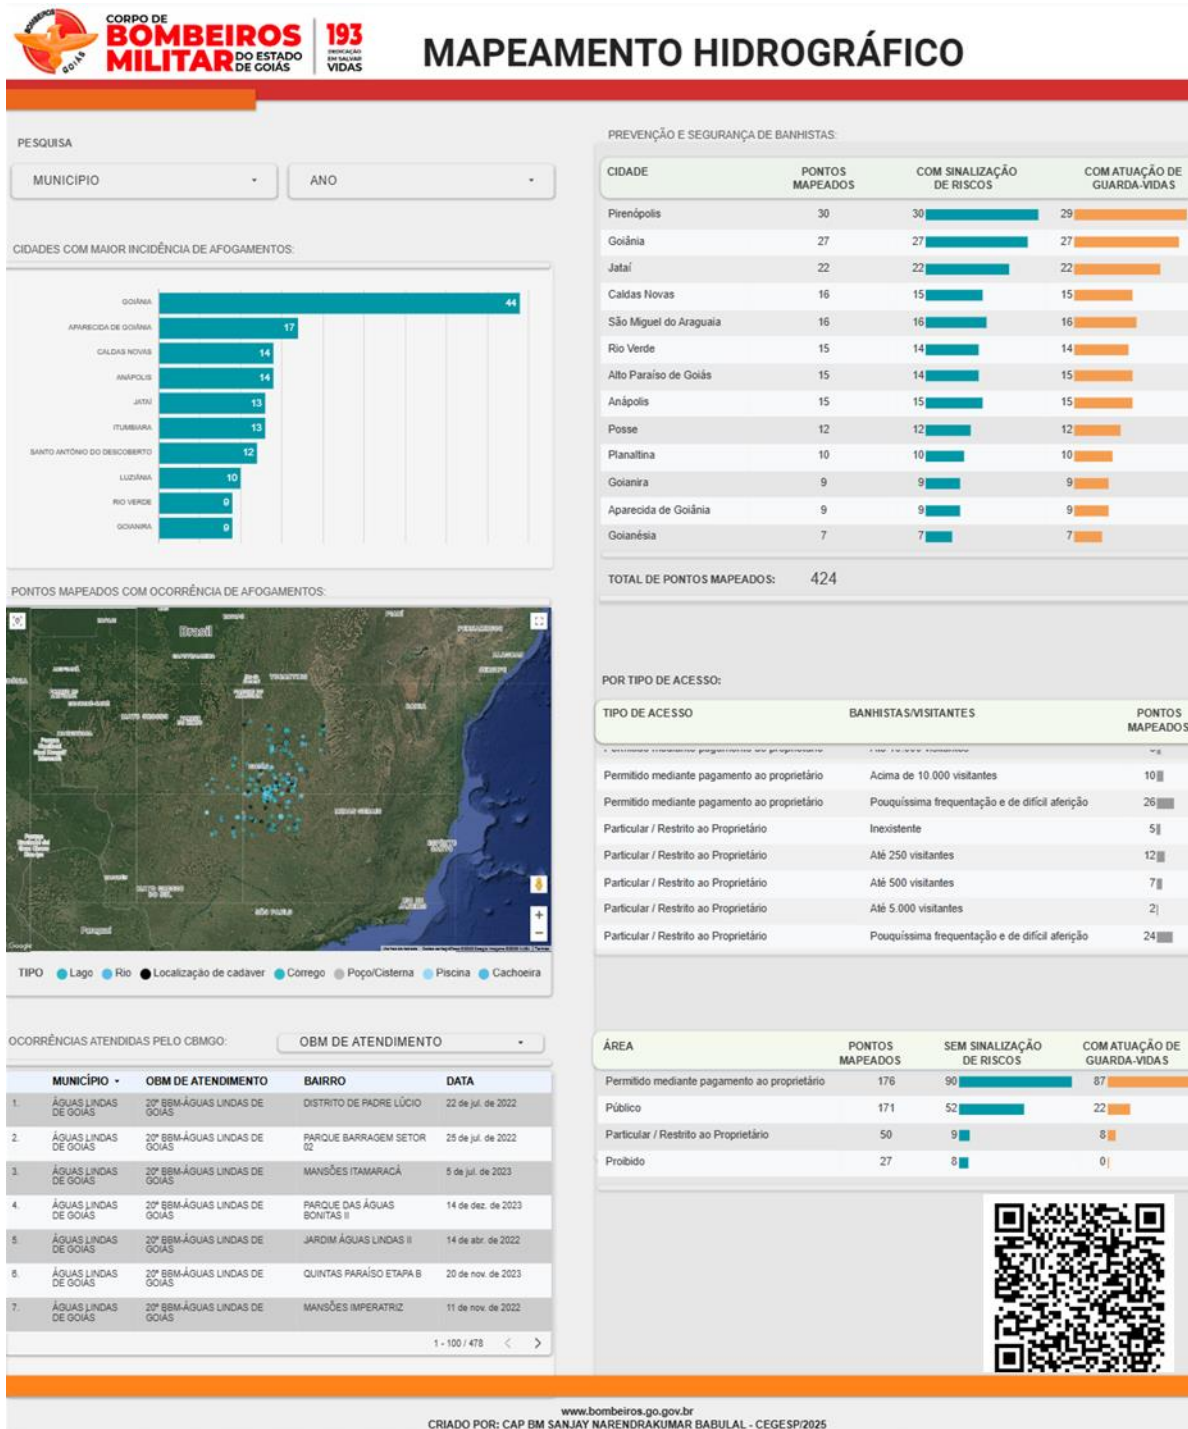 CORPO DE
BOMBEIROS
MILITAR DO ESTADO DE GOIÁS
BOMBEIROS
GOIÁS
193
DEDICAÇÃO
EM SALVAR
VIDAS
MAPEAMENTO HIDROGRÁFICO
PESQUISA
MUNICÍPIO
ANO
CIDADES COM MAIOR INCIDÊNCIA DE AFOGAMENTOS:
GOIÂNIA 44
APARECIDA DE GOIÂNIA 17
CALDAS NOVAS 14
ANÁPOLIS 14
JATAÍ 13
ITUMBIARA 13
SANTO ANTÔNIO DO DESCOBERTO 12
LUZIÂNIA 10
RIO VERDE 9
GOIANIRA 9
PONTOS MAPEADOS COM OCORRÊNCIA DE AFOGAMENTOS:
Brasil
TOCANTINS
BAHIA
MINAS GERAIS
SÃO PAULO
Paraguai
Google
TIPO Lago Rio Localização de cadaver Córrego Poço/Cisterna Piscina Cachoeira
OCORRÊNCIAS ATENDIDAS PELO CBMGO:
OBM DE ATENDIMENTO
MUNICÍPIO OBM DE ATENDIMENTO BAIRRO DATA
1. ÁGUAS LINDAS DE GOIÁS 20º BBM-ÁGUAS LINDAS DE GOIÁS DISTRITO DE PADRE LÚCIO 22 de jul. de 2022
2. ÁGUAS LINDAS DE GOIÁS 20º BBM-ÁGUAS LINDAS DE GOIÁS PARQUE BARRAGEM SETOR 02 25 de jul. de 2022
3. ÁGUAS LINDAS DE GOIÁS 20º BBM-ÁGUAS LINDAS DE GOIÁS MANSÕES ITAMARACÁ 5 de jul. de 2023
4. ÁGUAS LINDAS DE GOIÁS 20º BBM-ÁGUAS LINDAS DE GOIÁS PARQUE DAS ÁGUAS BONITAS II 14 de dez. de 2023
5. ÁGUAS LINDAS DE GOIÁS 20º BBM-ÁGUAS LINDAS DE GOIÁS JARDIM ÁGUAS LINDAS II 14 de abr. de 2022
6. ÁGUAS LINDAS DE GOIÁS 20º BBM-ÁGUAS LINDAS DE GOIÁS QUINTAS PARAÍSO ETAPA B 20 de nov. de 2023
7. ÁGUAS LINDAS DE GOIÁS 20º BBM-ÁGUAS LINDAS DE GOIÁS MANSÕES IMPERATRIZ 11 de nov. de 2022
1 - 100 / 478 < >
PREVENÇÃO E SEGURANÇA DE BANHISTAS:
CIDADE PONTOS MAPEADOS COM SINALIZAÇÃO DE RISCOS COM ATUAÇÃO DE GUARDA-VIDAS
Pirenópolis 30 30 29
Goiânia 27 27 27
Jataí 22 22 22
Caldas Novas 16 15 15
São Miguel do Araguaia 16 16 16
Rio Verde 15 14 14
Alto Paraíso de Goiás 15 14 15
Anápolis 15 15 15
Posse 12 12 12
Planaltina 10 10 10
Goianira 9 9 9
Aparecida de Goiânia 9 9 9
Goianésia 7 7 7
TOTAL DE PONTOS MAPEADOS: 424
POR TIPO DE ACESSO:
TIPO DE ACESSO BANHISTAS/VISITANTES PONTOS MAPEADOS
Permitido mediante pagamento ao proprietário Acima de 10.000 visitantes 10
Permitido mediante pagamento ao proprietário Pouquíssima frequentação e de difícil aferição 26
Particular / Restrito ao Proprietário Inexistente 5
Particular / Restrito ao Proprietário Até 250 visitantes 12
Particular / Restrito ao Proprietário Até 500 visitantes 7
Particular / Restrito ao Proprietário Até 5.000 visitantes 2
Particular / Restrito ao Proprietário Pouquíssima frequentação e de difícil aferição 24
ÁREA PONTOS MAPEADOS SEM SINALIZAÇÃO DE RISCOS COM ATUAÇÃO DE GUARDA-VIDAS
Permitido mediante pagamento ao proprietário 176 90 87
Público 171 52 22
Particular / Restrito ao Proprietário 50 9 8
Proibido 27 8 0
www.bombeiros.go.gov.br
CRIADO POR: CAP BM SANJAY NARENDRAKUMAR BABULAL - CEGESP/2025